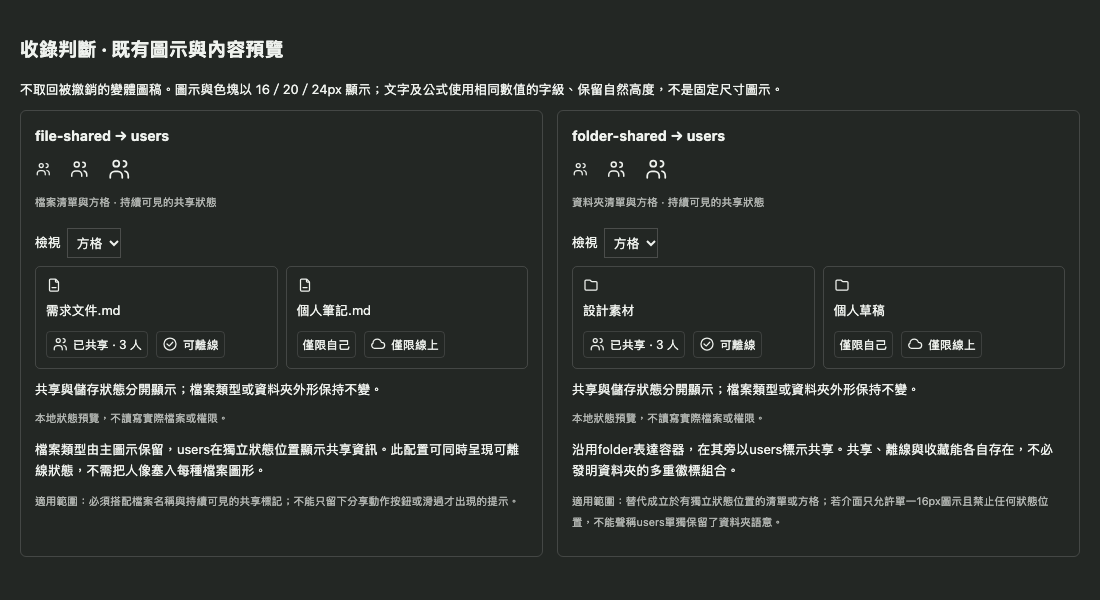 收錄判斷 · 既有圖示與內容預覽
不取回被撤銷的變體圖稿。圖示與色塊以 16 / 20 / 24px 顯示；文字及公式使用相同數值的字級、保留自然高度，不是固定尺寸圖示。
file-shared → users
檔案清單與方格 · 持續可見的共享狀態
檢視 方格
需求文件.md
已共享 · 3 人 可離線
個人筆記.md
僅限自己 僅限線上
共享與儲存狀態分開顯示；檔案類型或資料夾外形保持不變。
本地狀態預覽，不讀寫實際檔案或權限。
檔案類型由主圖示保留，users在獨立狀態位置顯示共享資訊。此配置可同時呈現可離
線狀態，不需把人像塞入每種檔案圖形。
適用範圍：必須搭配檔案名稱與持續可見的共享標記；不能只留下分享動作按鈕或滑過才出現的提示。
folder-shared → users
資料夾清單與方格 · 持續可見的共享狀態
檢視 方格
設計素材
已共享 · 3 人 可離線
個人草稿
僅限自己 僅限線上
共享與儲存狀態分開顯示；檔案類型或資料夾外形保持不變。
本地狀態預覽，不讀寫實際檔案或權限。
沿用folder表達容器，在其旁以users標示共享。共享、離線與收藏能各自存在，不必
發明資料夾的多重徽標組合。
適用範圍：替代成立於有獨立狀態位置的清單或方格；若介面只允許單一16px圖示且禁止任何狀態位
置，不能聲稱users單獨保留了資料夾語意。